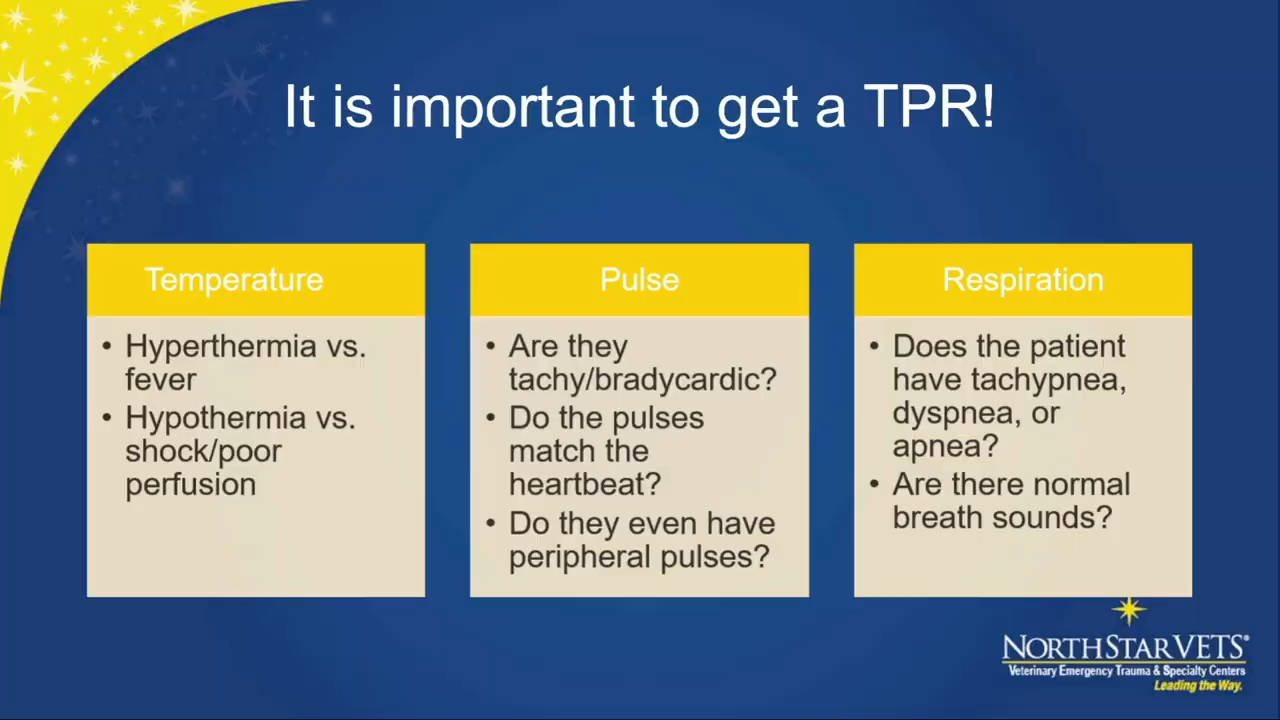 It is important to get a TPR!
Temperature
• Hyperthermia vs.
fever
• Hypothermia vs.
shock/poor
perfusion
Pulse
• Are they
tachy/bradycardic?
• Do the pulses
match the
heartbeat?
• Do they even have
peripheral pulses?
Respiration
• Does the patient
have tachypnea,
dyspnea, or
apnea?
• Are there normal
breath sounds?
NORTHSTAR VETS®
Veterinary Emergency Trauma & Specialty Centers
Leading the Way.